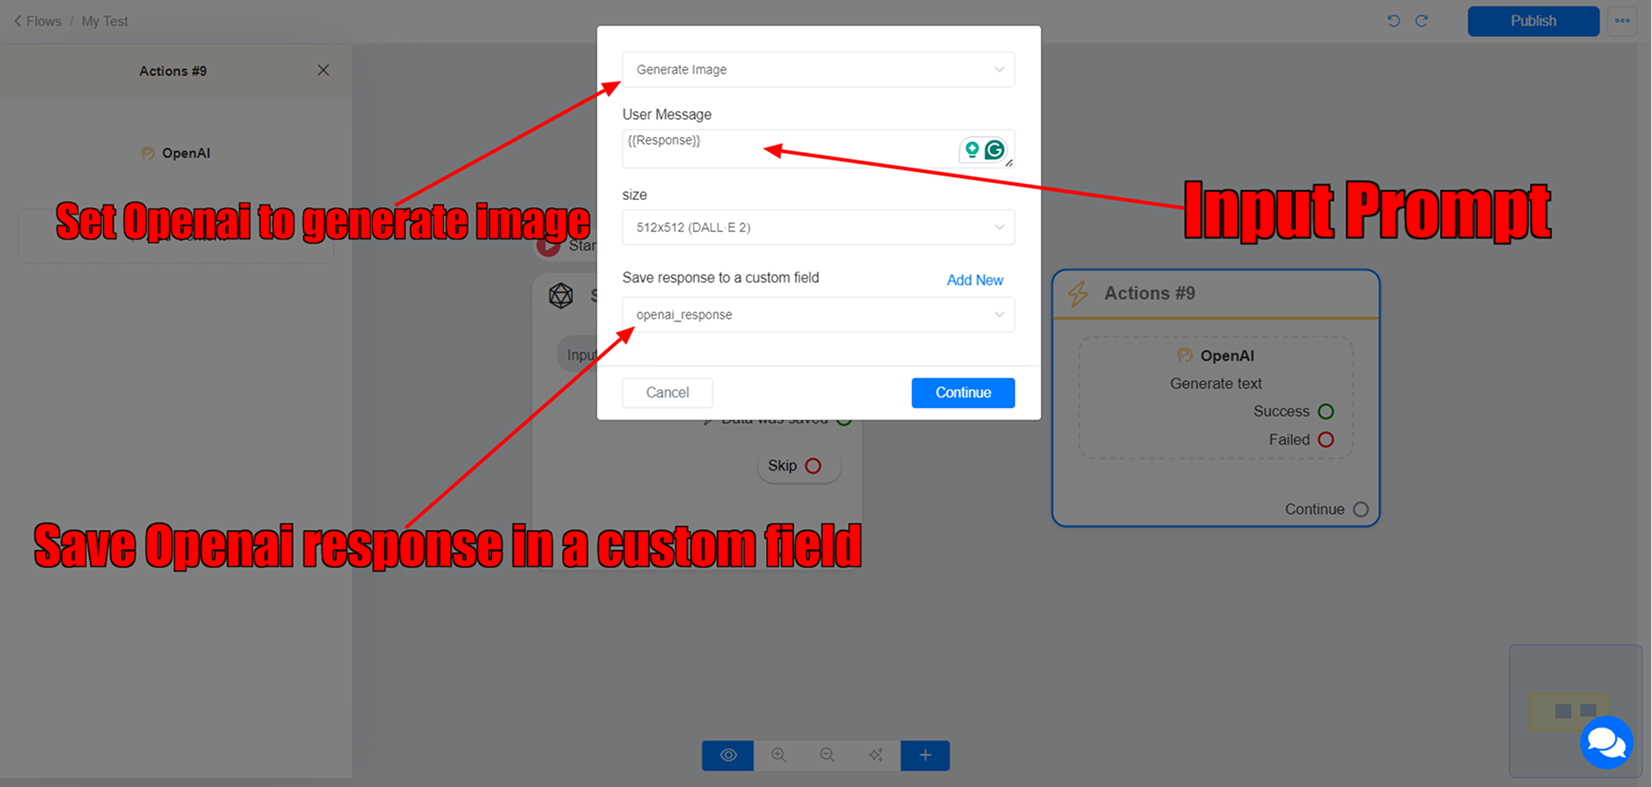 Flows / My Test
Publish
Actions #9
OpenAI
Generate Image
User Message
{{Response}}
Input Prompt
size
Set Openai to generate image
512x512 (DALL·E 2)
Star
Save response to a custom field
Add New
openai_response
Input
Actions #9
OpenAI
Generate text
Success
Failed
Continue
Cancel
Continue
Data was saved
Skip
Save Openai response in a custom field